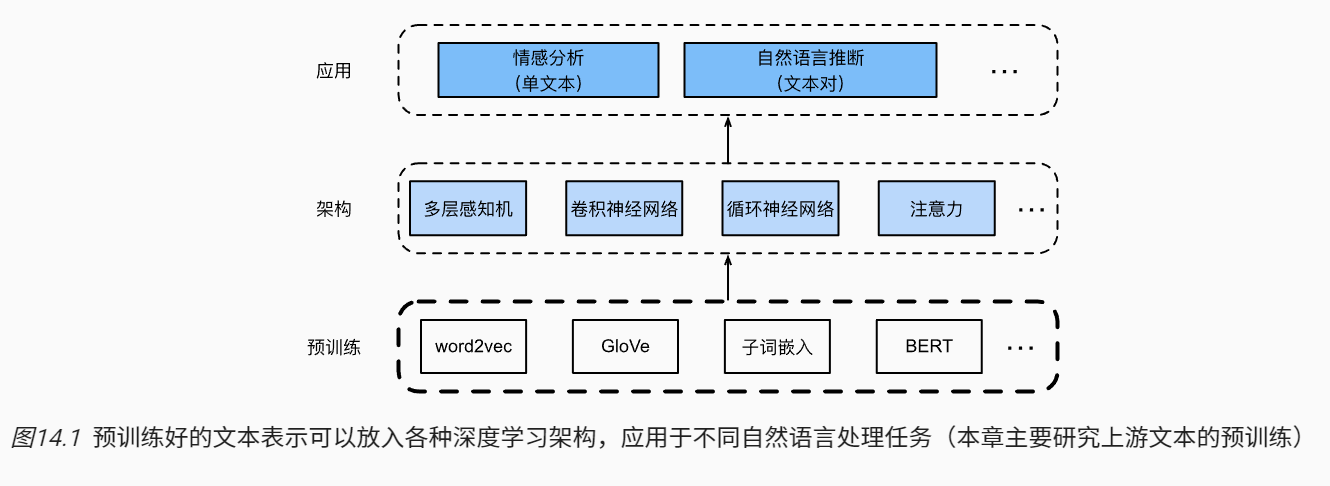 应用
情感分析
（单文本）
自然语言推断
（文本对）
···
架构
多层感知机
卷积神经网络
循环神经网络
注意力
···
预训练
word2vec
GloVe
子词嵌入
BERT
···
图14.1 预训练好的文本表示可以放入各种深度学习架构，应用于不同自然语言处理任务（本章主要研究上游文本的预训练）